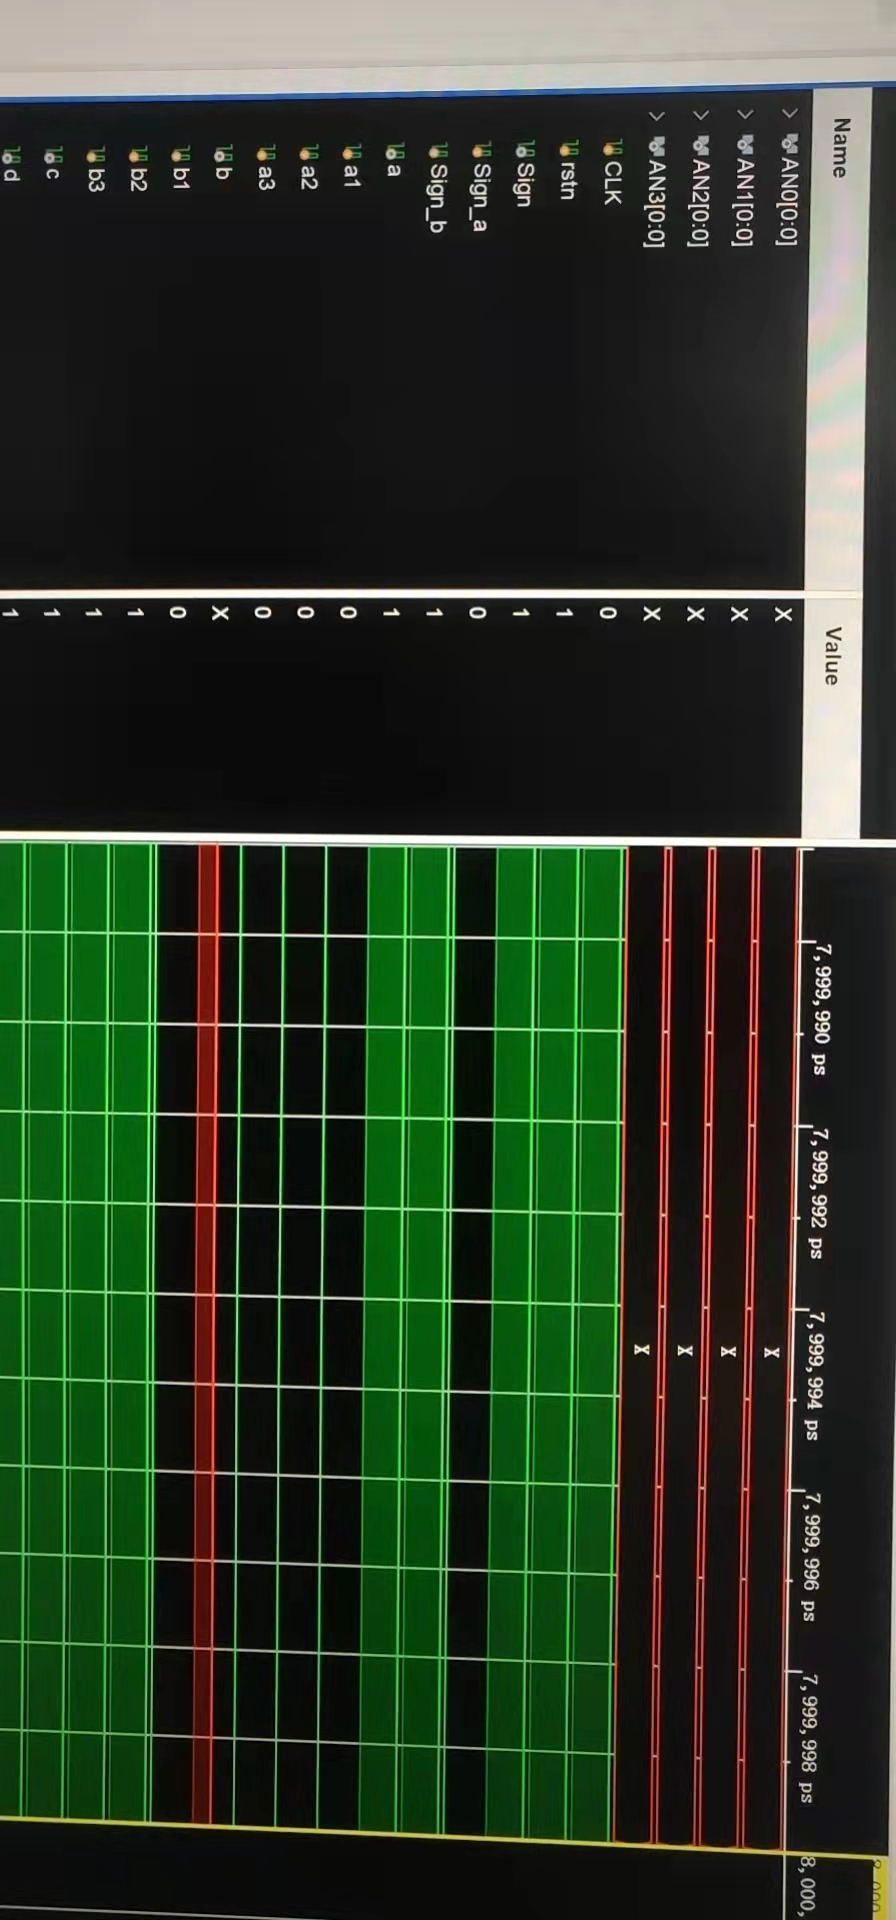 Name Value
7,999,990 ps 7,999,992 ps 7,999,994 ps 7,999,996 ps 7,999,998 ps 8,000,
AN0[0:0] X X
AN1[0:0] X X
AN2[0:0] X X
AN3[0:0] X X
CLK 0
rstn 1
Sign 1
Sign_a 0
Sign_b 1
a 1
a1 0
a2 0
a3 0
b X
b1 0
b2 1
b3 1
c 1
d 1